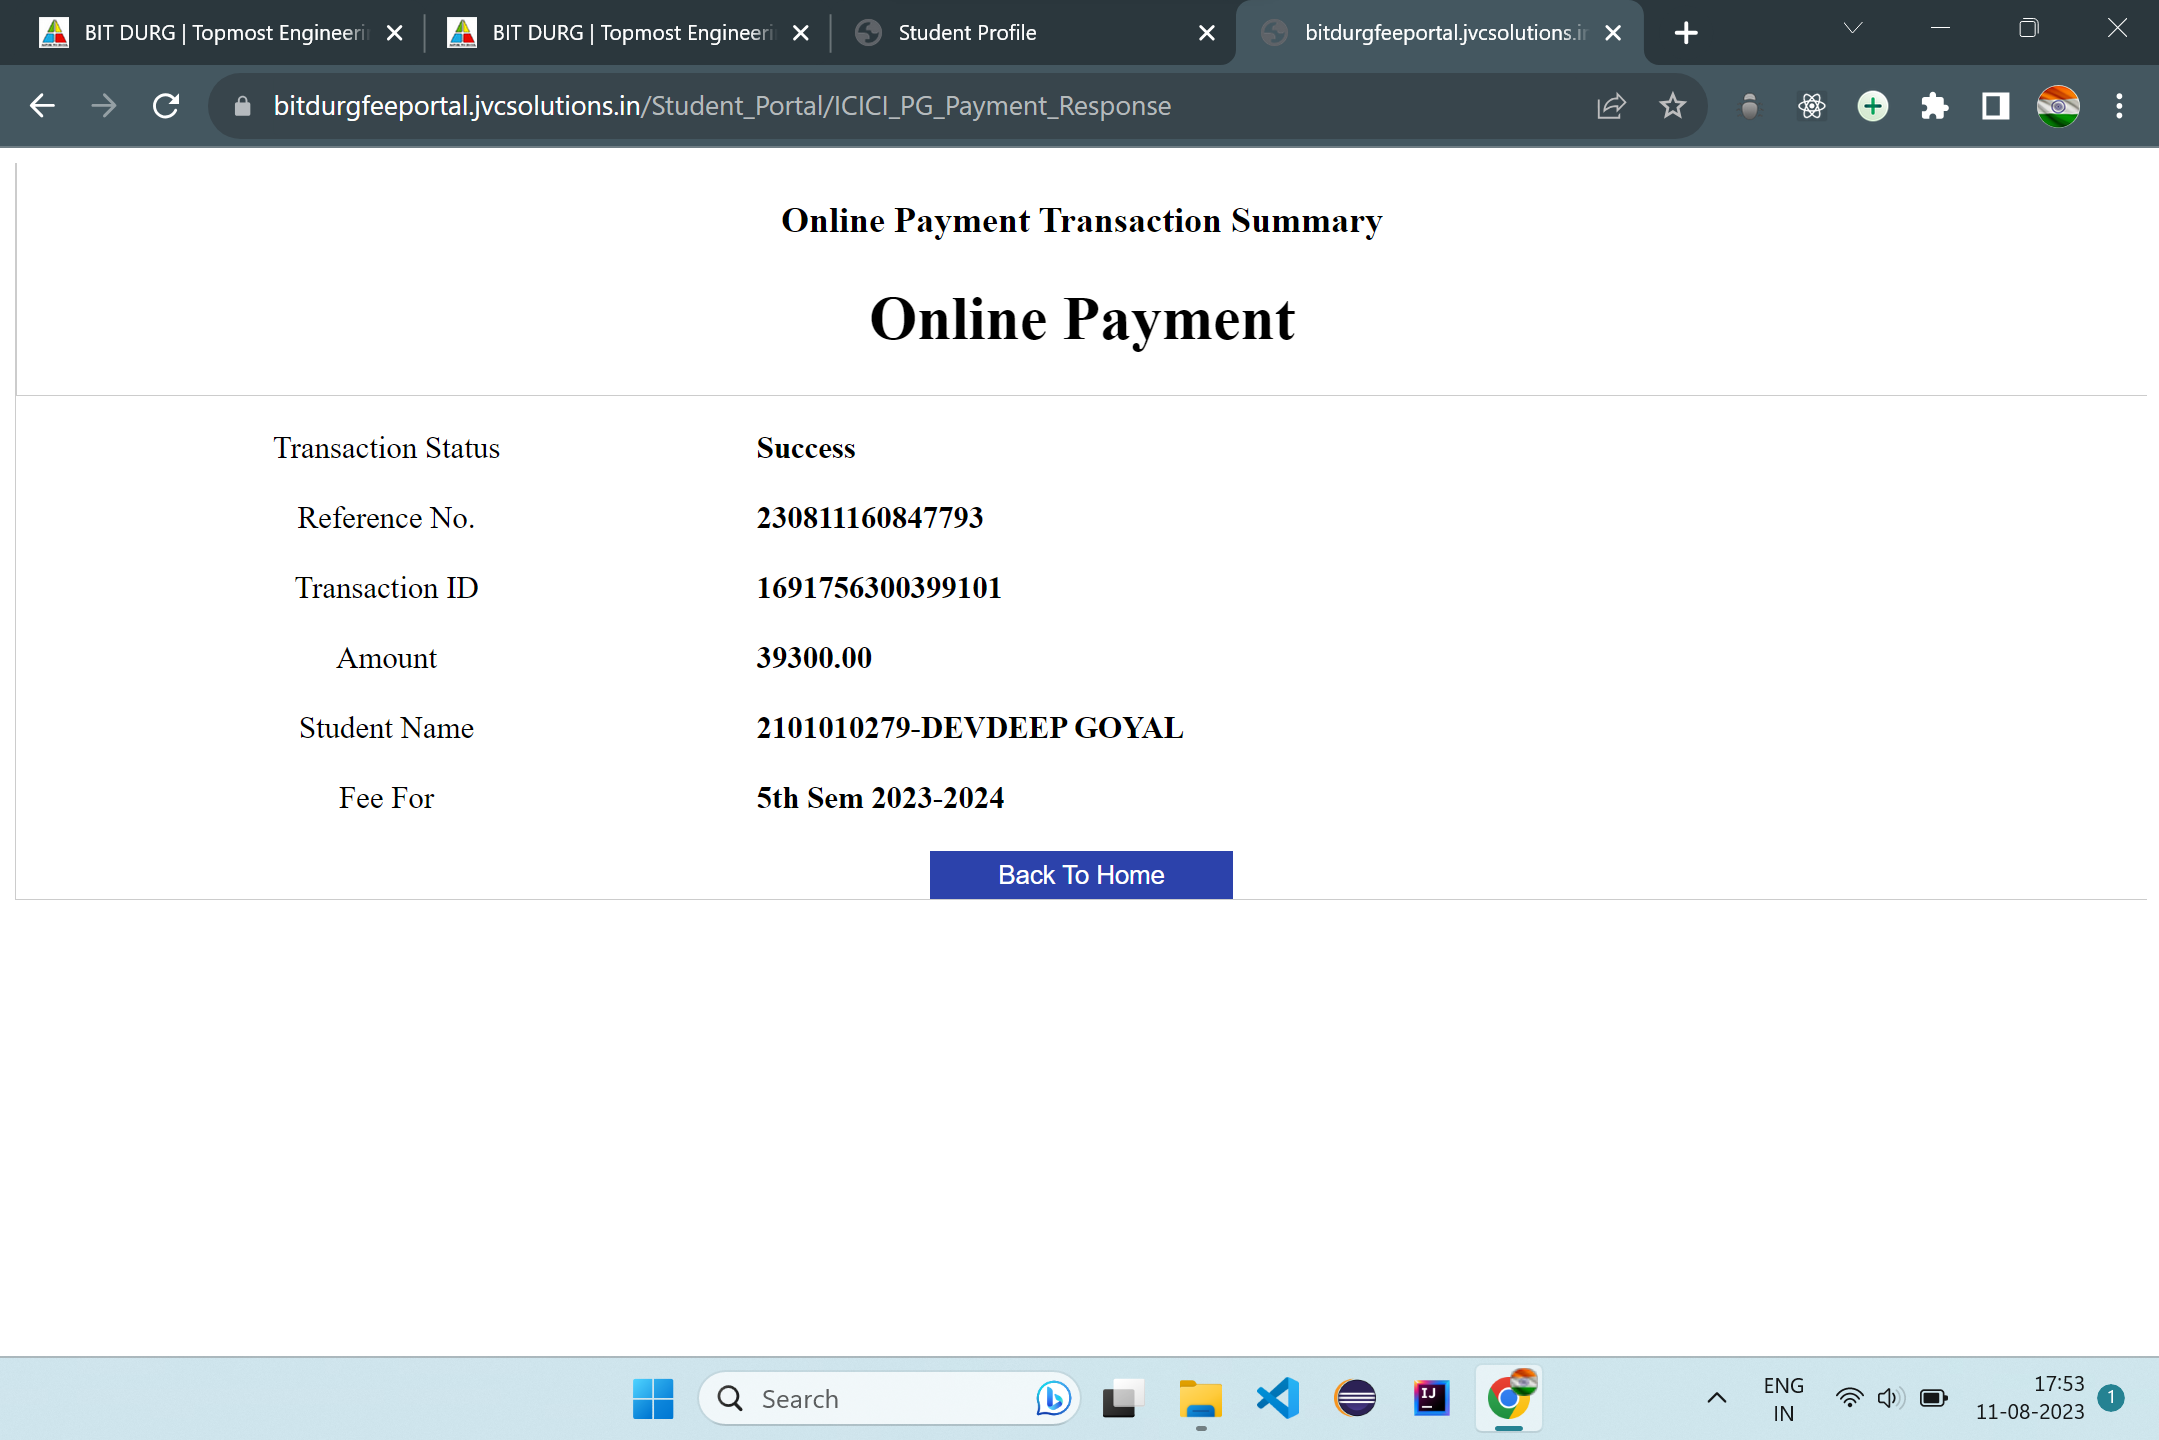 BIT DURG | Topmost Engineeri
BIT DURG | Topmost Engineeri
Student Profile
bitdurgfeeportal.jvcsolutions.in
bitdurgfeeportal.jvcsolutions.in/Student_Portal/ICICI_PG_Payment_Response
Online Payment Transaction Summary
Online Payment
Transaction Status Success
Reference No. 230811160847793
Transaction ID 1691756300399101
Amount 39300.00
Student Name 2101010279-DEVDEEP GOYAL
Fee For 5th Sem 2023-2024
Back To Home
Search
IJ
ENG
IN
17:53
11-08-2023
1